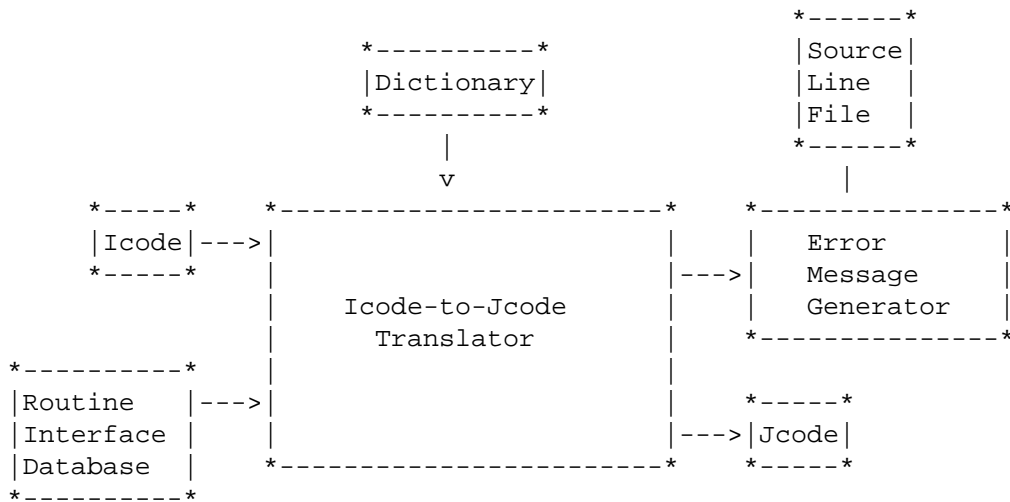 Source
Line
File
Dictionary
v
Icode
Error
Message
Generator
Icode-to-Jcode
Translator
Routine
Interface
Database
Jcode